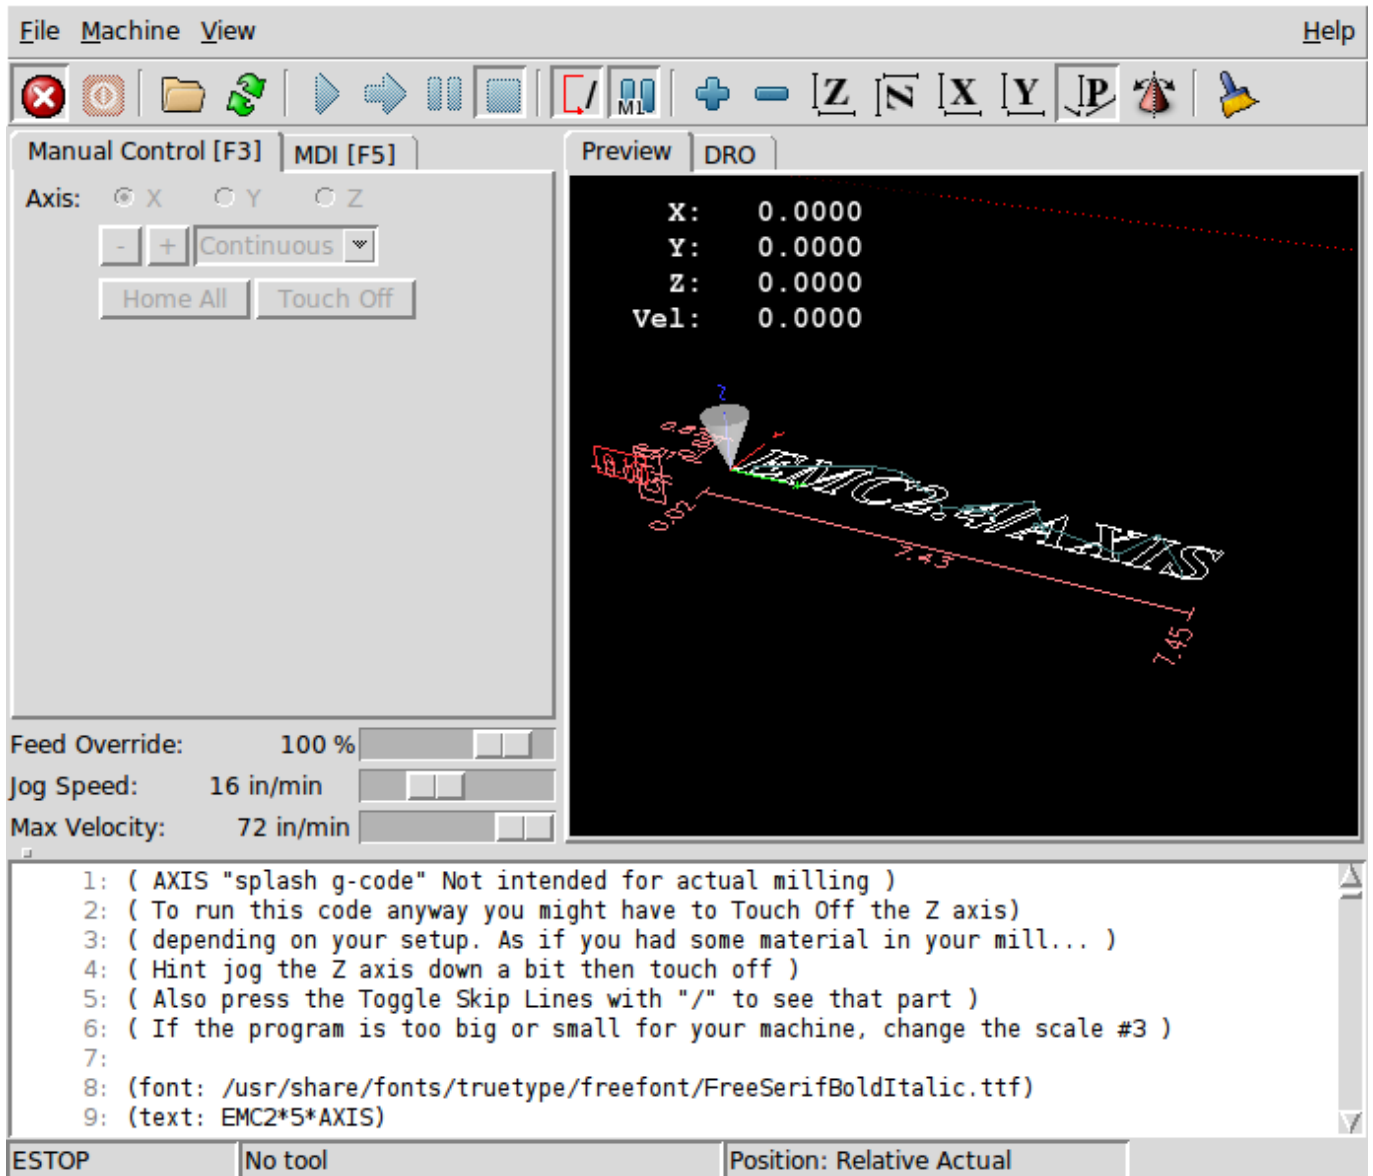 File Machine View Help
M1 Z N X Y P
Manual Control [F3] MDI [F5]
Preview DRO
Axis: X Y Z
- + Continuous
Home All Touch Off
X: 0.0000
Y: 0.0000
Z: 0.0000
Vel: 0.0000
Z
EMC2.4/AXIS
0.02
7.43
7.45
Feed Override: 100 %
Jog Speed: 16 in/min
Max Velocity: 72 in/min
1: ( AXIS "splash g-code" Not intended for actual milling )
2: ( To run this code anyway you might have to Touch Off the Z axis)
3: ( depending on your setup. As if you had some material in your mill... )
4: ( Hint jog the Z axis down a bit then touch off )
5: ( Also press the Toggle Skip Lines with "/" to see that part )
6: ( If the program is too big or small for your machine, change the scale #3 )
7:
8: (font: /usr/share/fonts/truetype/freefont/FreeSerifBoldItalic.ttf)
9: (text: EMC2*5*AXIS)
ESTOP No tool Position: Relative Actual